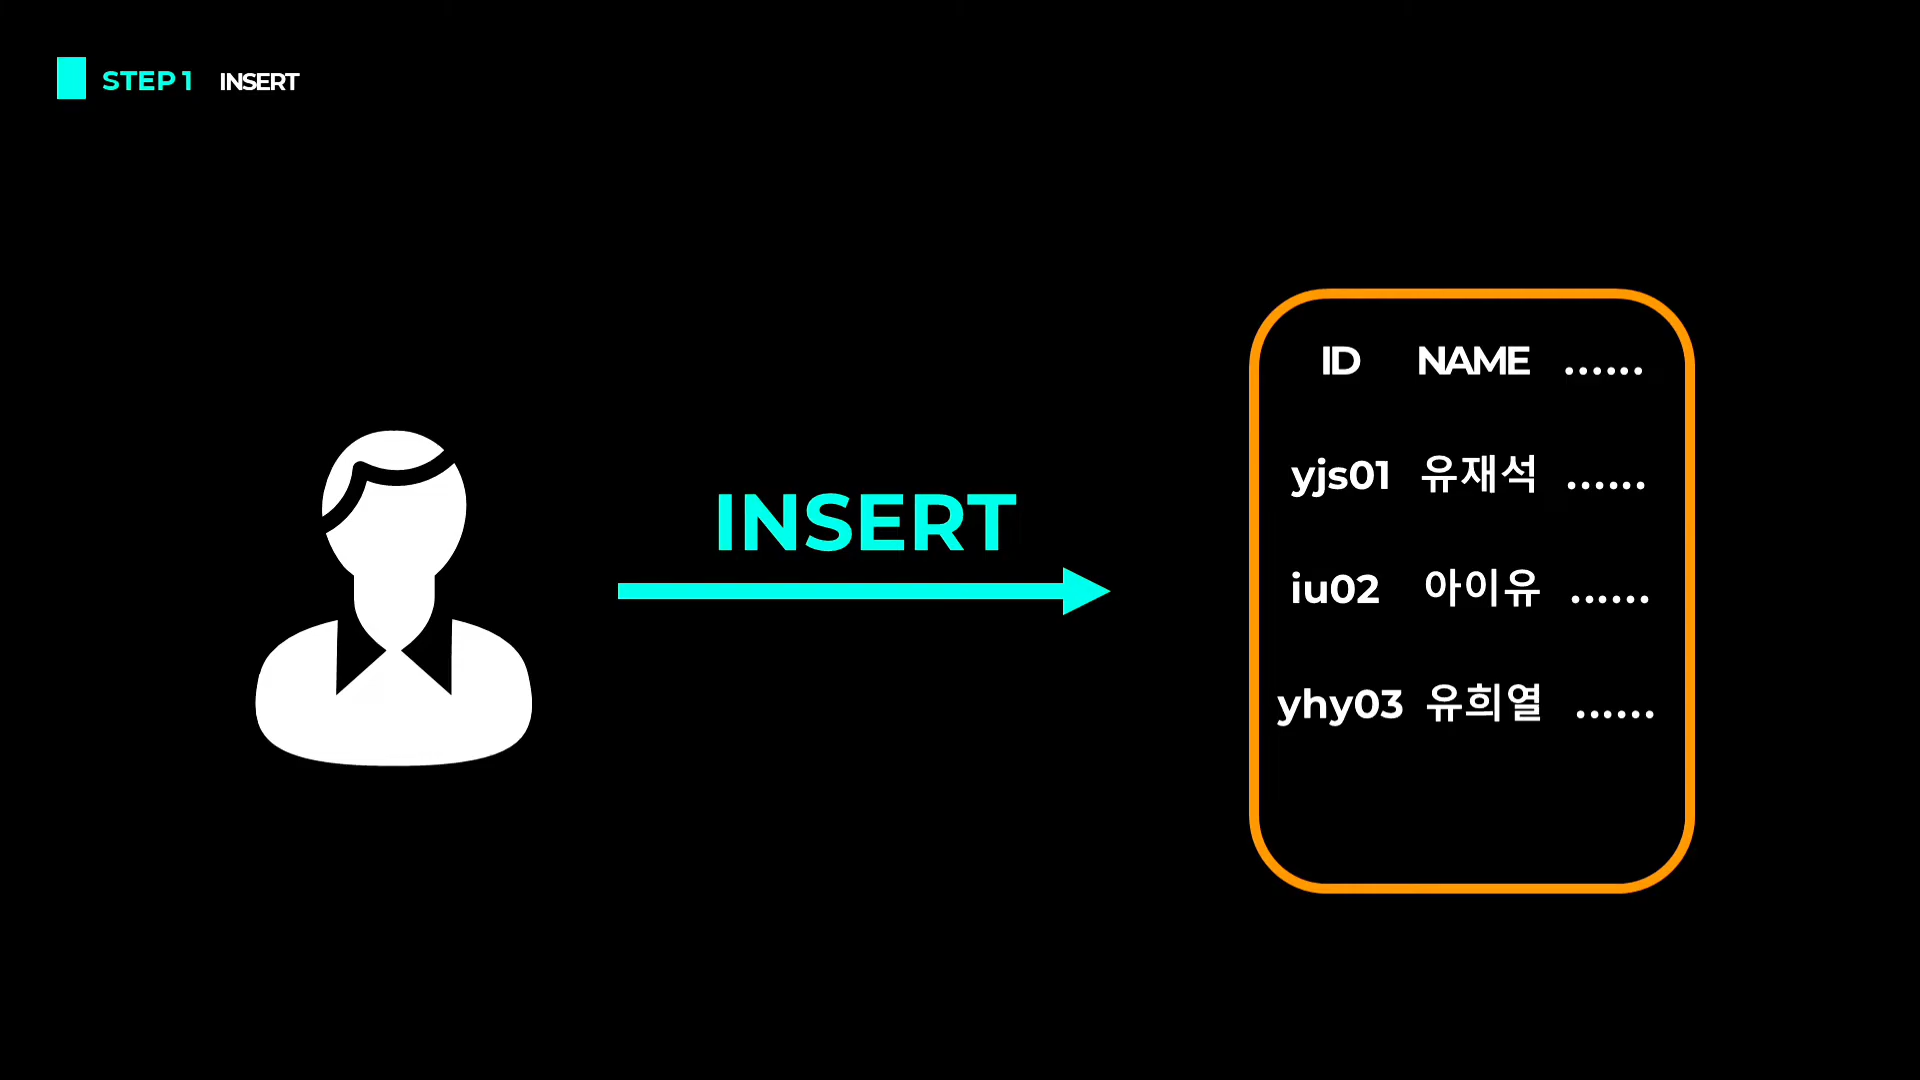 STEP 1 INSERT
INSERT
ID NAME ......
yjs01 유재석 ......
iu02 아이유 ......
yhy03 유희열 ......